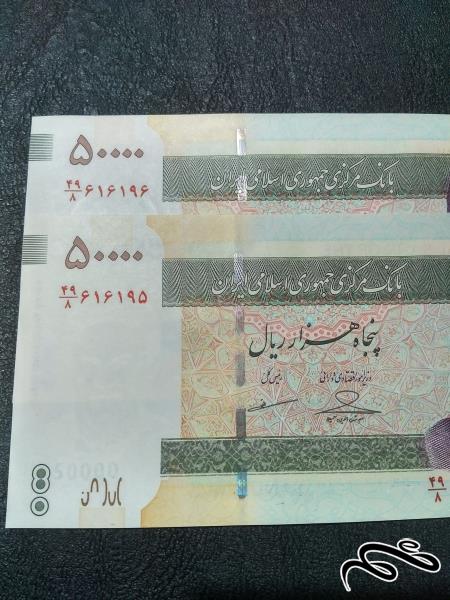 ۵۰۰۰۰
۴۹/۸ ۶۱۶۱۹۶
بانک مرکزی جمهوری اسلامی ایران
۵۰۰۰۰
۴۹/۸ ۶۱۶۱۹۵
بانک مرکزی جمهوری اسلامی ایران
پنجاه هزار ریال
وزیر امور اقتصادی و دارائی
رئیس کل
۴۹/۸
50000